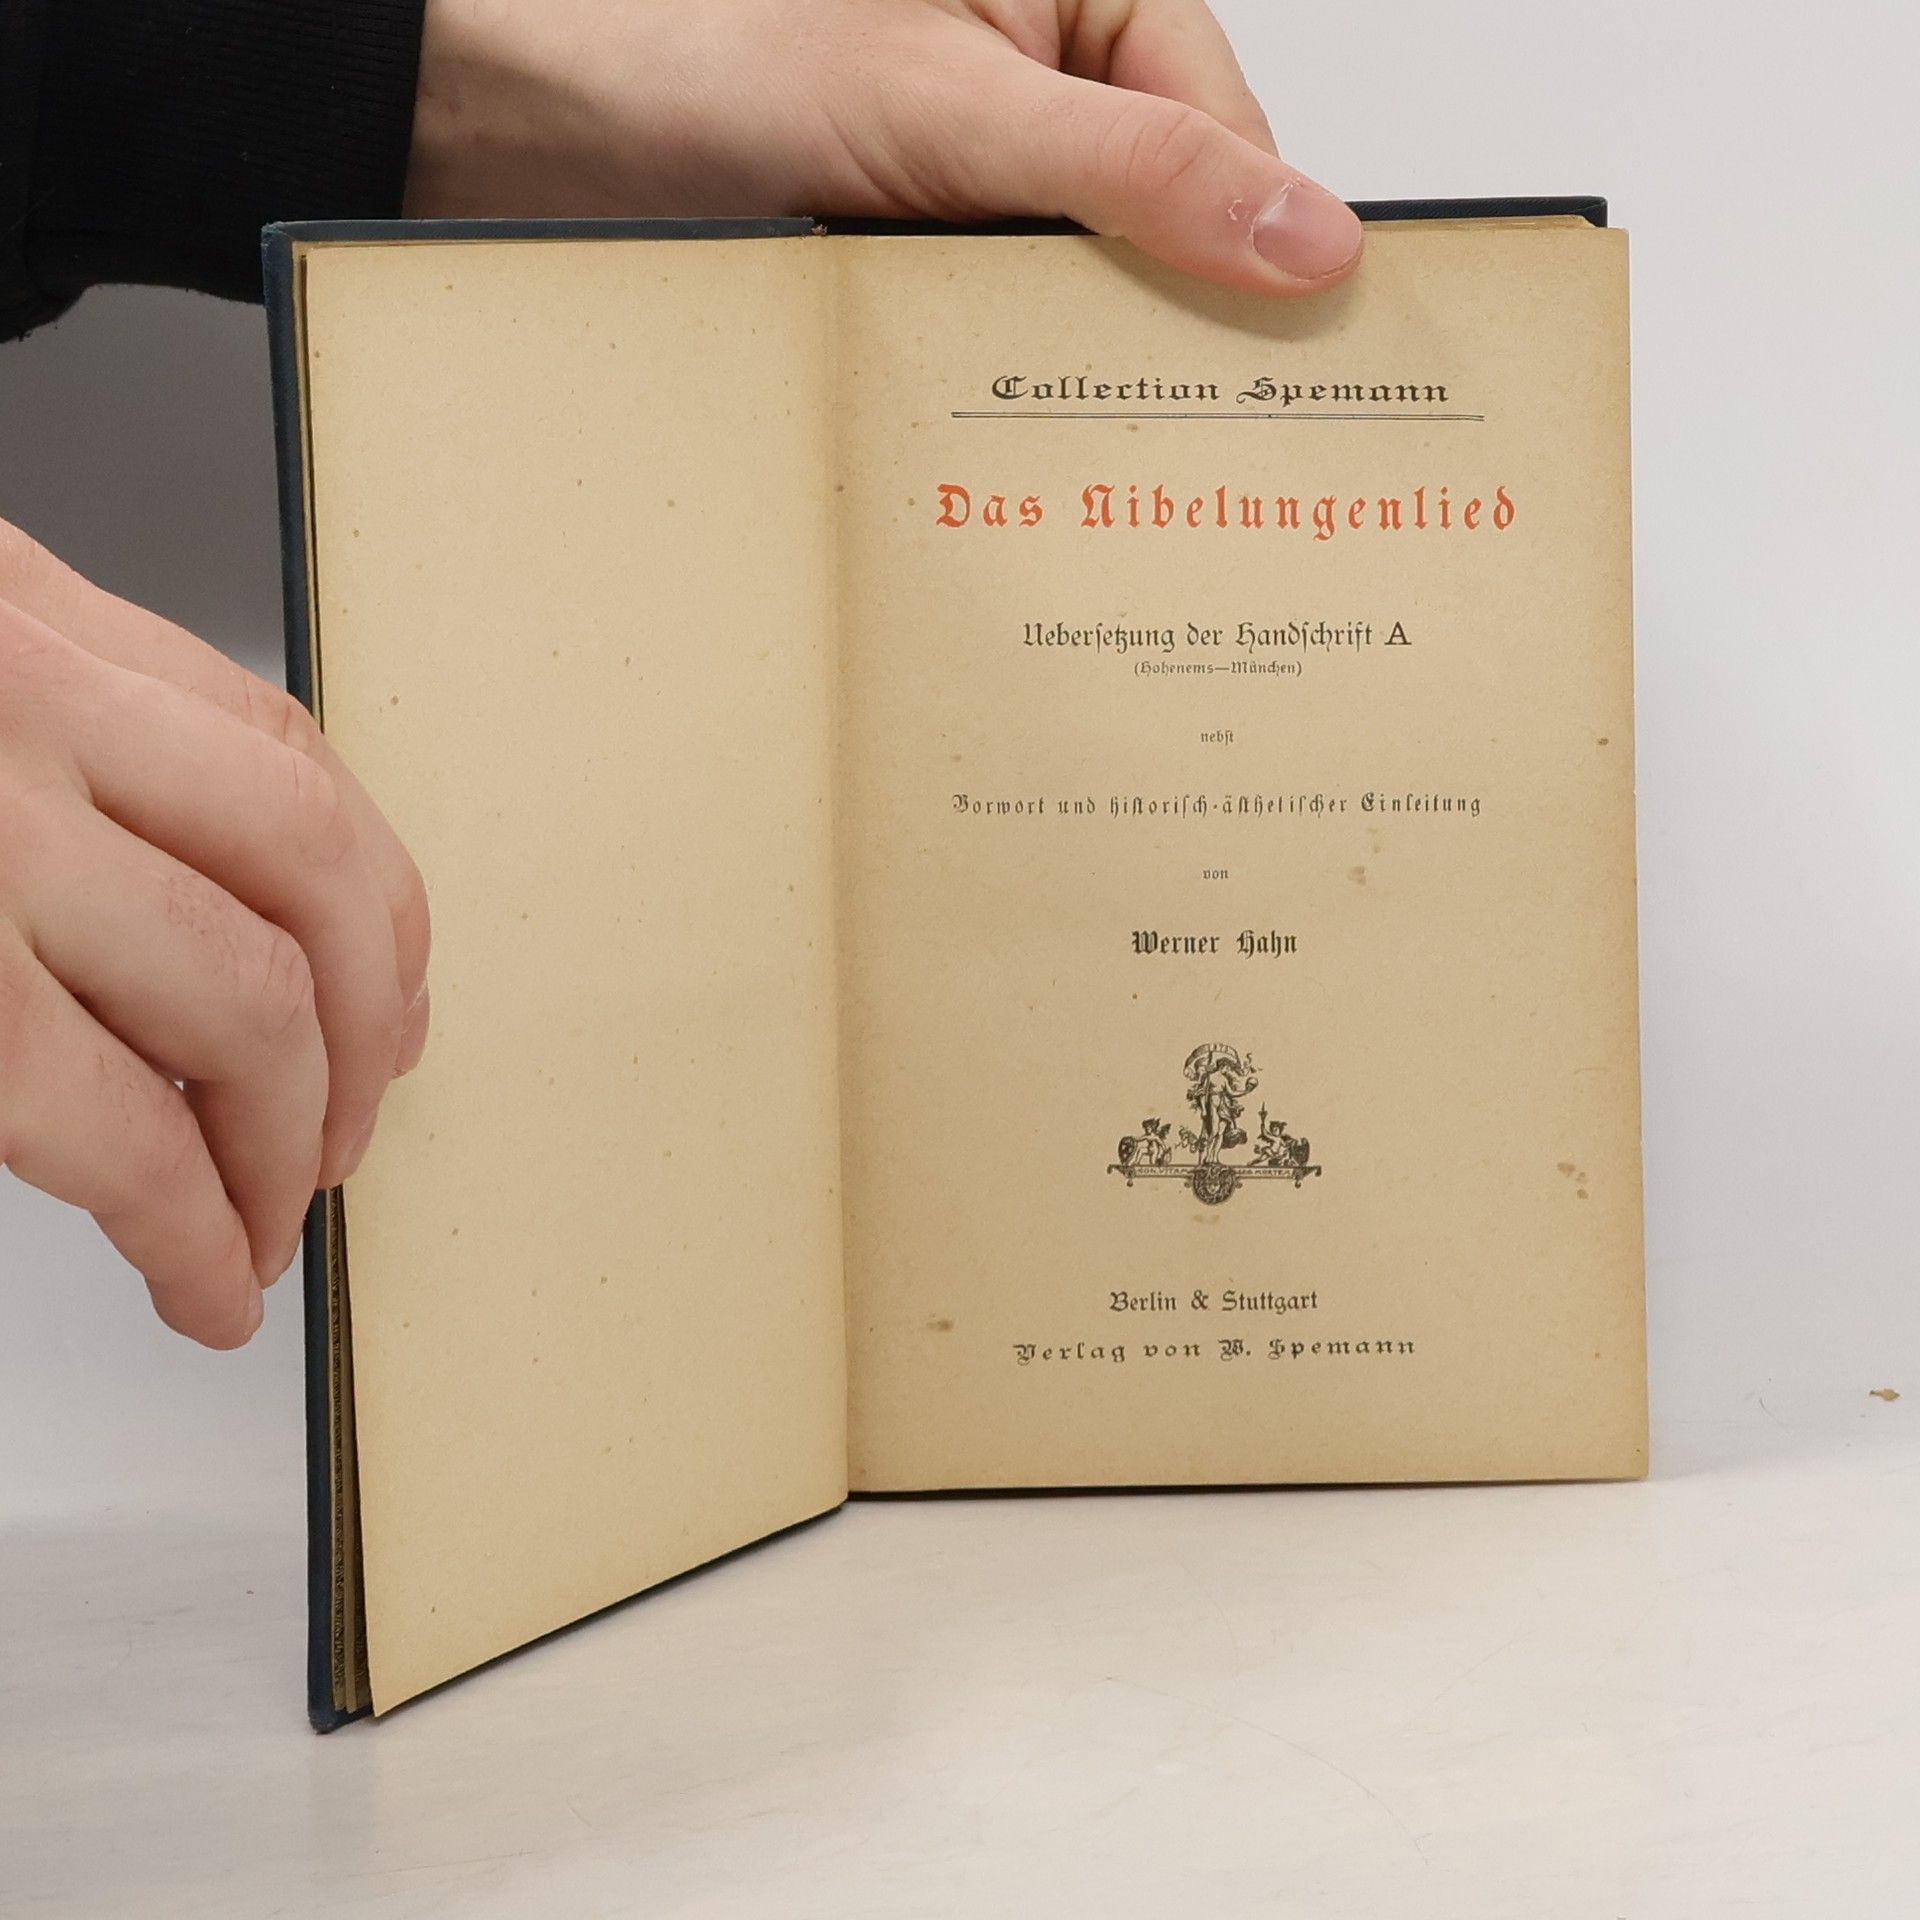 Collection Spemann
Das Nibelungenlied
Uebersetzung der Handschrift A
(Hohenems—München)
nebst
Vorwort und historisch-ästhetischer Einleitung
von
Werner Hahn
Berlin & Stuttgart
Verlag von W. Spemann